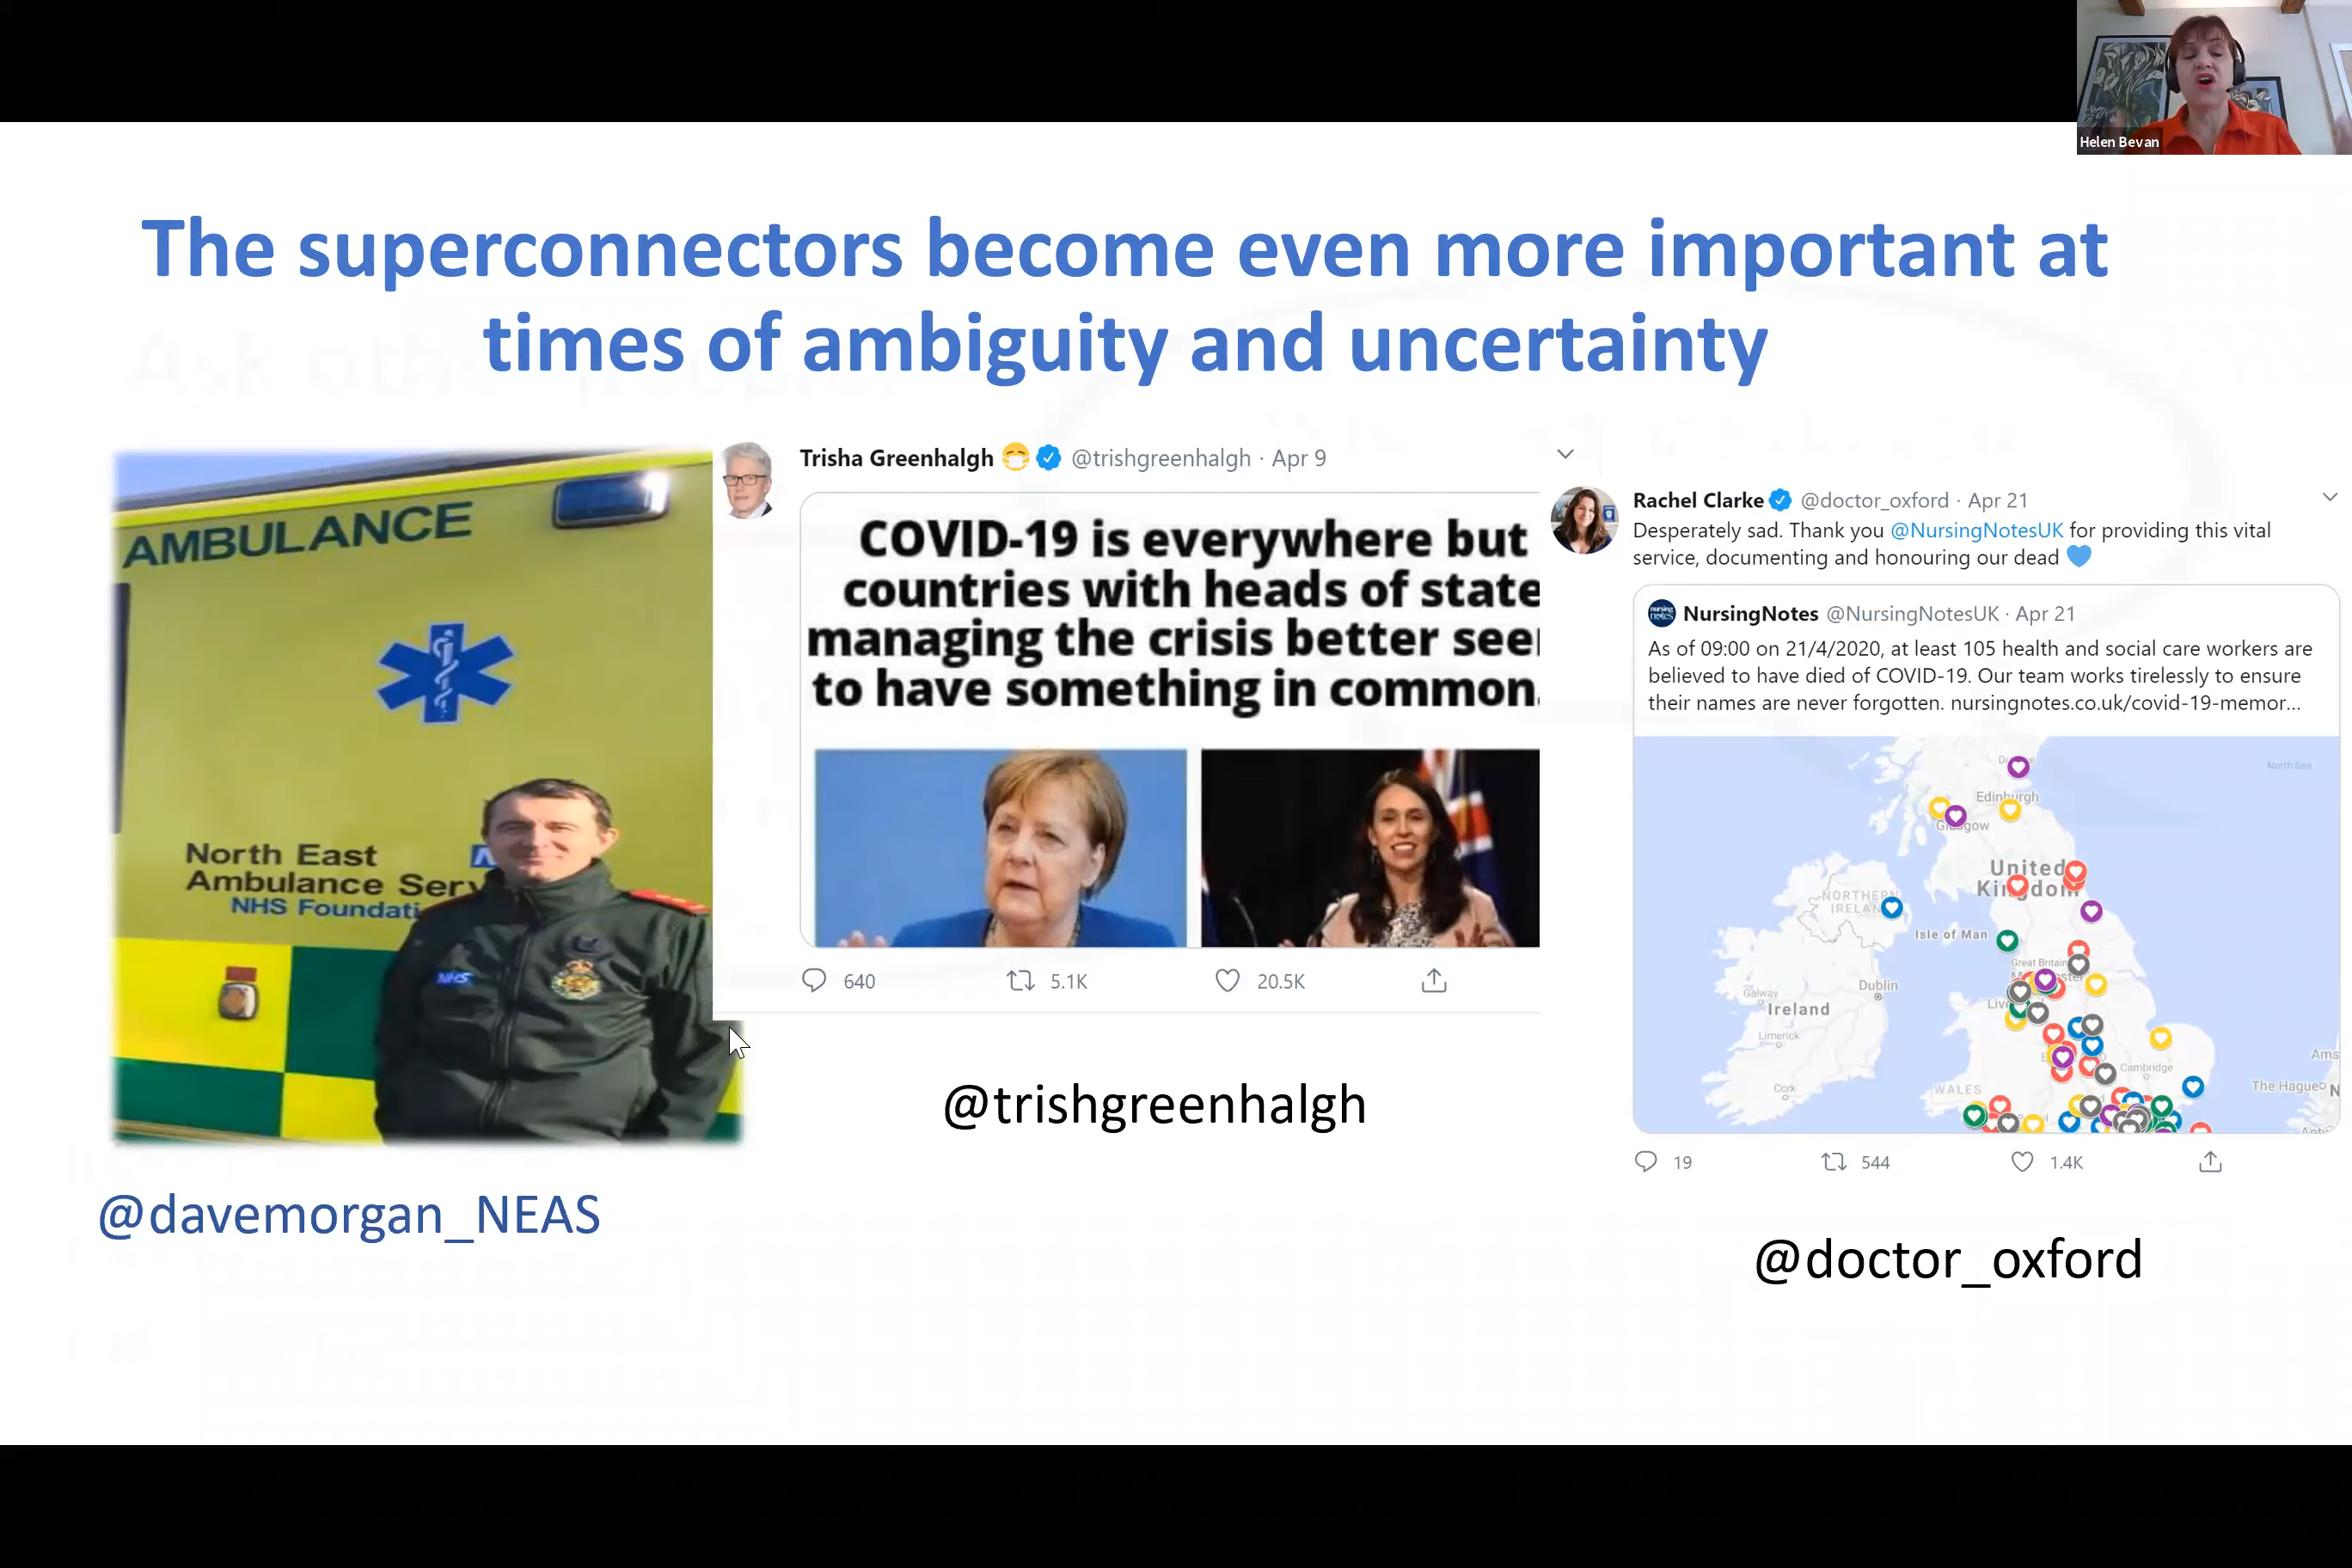 Helen Bevan
The superconnectors become even more important at
times of ambiguity and uncertainty
AMBULANCE
North East
Ambulance Serv
NHS Foundati
NHS
@davemorgan_NEAS
Trisha Greenhalgh 😷 @trishgreenhalgh · Apr 9
COVID-19 is everywhere but
countries with heads of state
managing the crisis better see
to have something in common.
640 5.1K 20.5K
@trishgreenhalgh
Rachel Clarke @doctor_oxford · Apr 21
Desperately sad. Thank you @NursingNotesUK for providing this vital
service, documenting and honouring our dead 💙
nursing
notes
NursingNotes @NursingNotesUK · Apr 21
As of 09:00 on 21/4/2020, at least 105 health and social care workers are
believed to have died of COVID-19. Our team works tirelessly to ensure
their names are never forgotten. nursingnotes.co.uk/covid-19-memor...
North Sea
Edinburgh
Glasgow
United
Kingdom
NORTHERN
IRELAND
Isle of Man
Great Britain
Dublin
Galway
Ireland
Limerick
Cambridge
Ams
The Hague
Cork
WALES
19 544 1.4K
@doctor_oxford